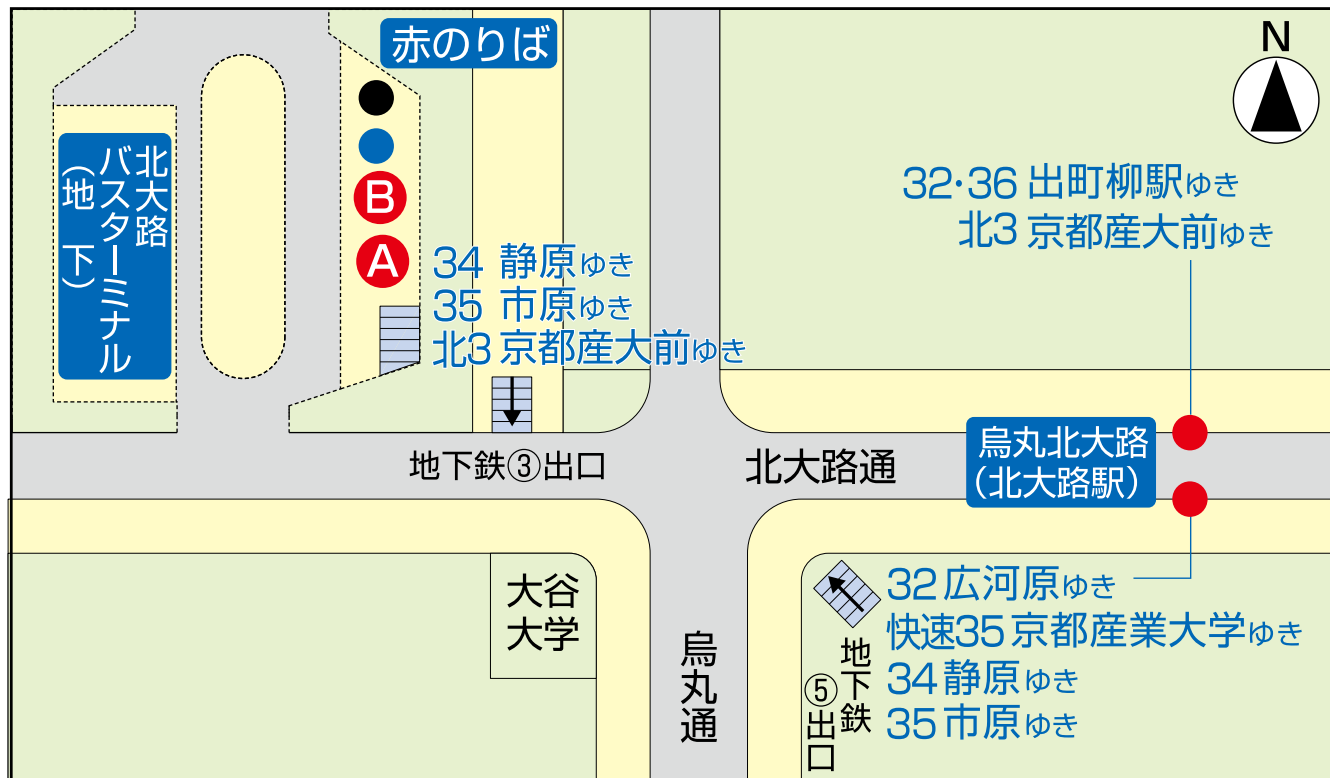 赤のりば
N
北大路
バスターミナル
(地 下)
B
A
34 静原ゆき
35 市原ゆき
北3 京都産大前ゆき
32・36 出町柳駅ゆき
北3 京都産大前ゆき
地下鉄③出口
北大路通
烏丸北大路
(北大路駅)
大谷
大学
烏丸通
地下鉄
⑤出口
32広河原ゆき
快速35京都産業大学ゆき
34静原ゆき
35市原ゆき